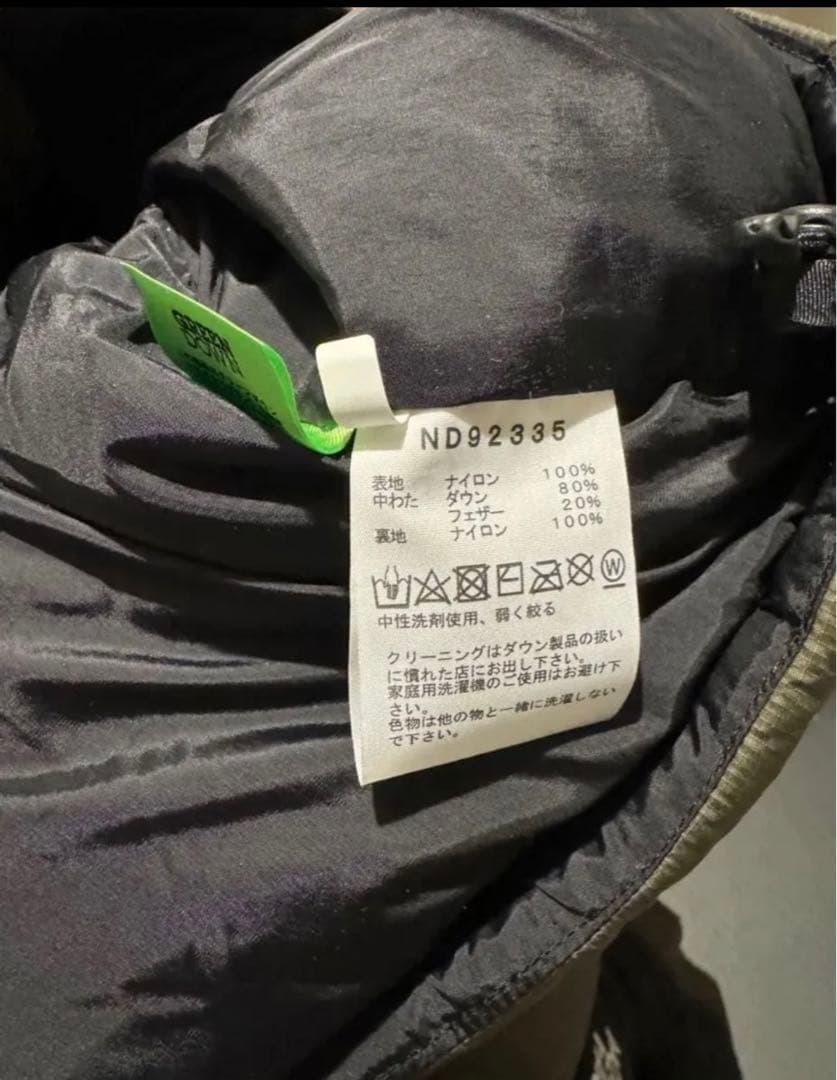 GREEN
DOWN
ND92335
表地 ナイロン 100%
中わた ダウン 80%
フェザー 20%
裏地 ナイロン 100%
W
中性洗剤使用、弱く絞る
クリーニングはダウン製品の扱い
に慣れた店にお出し下さい。
家庭用洗濯機のご使用はお避け下
さい。
色物は他の物と一緒に洗濯しない
で下さい。